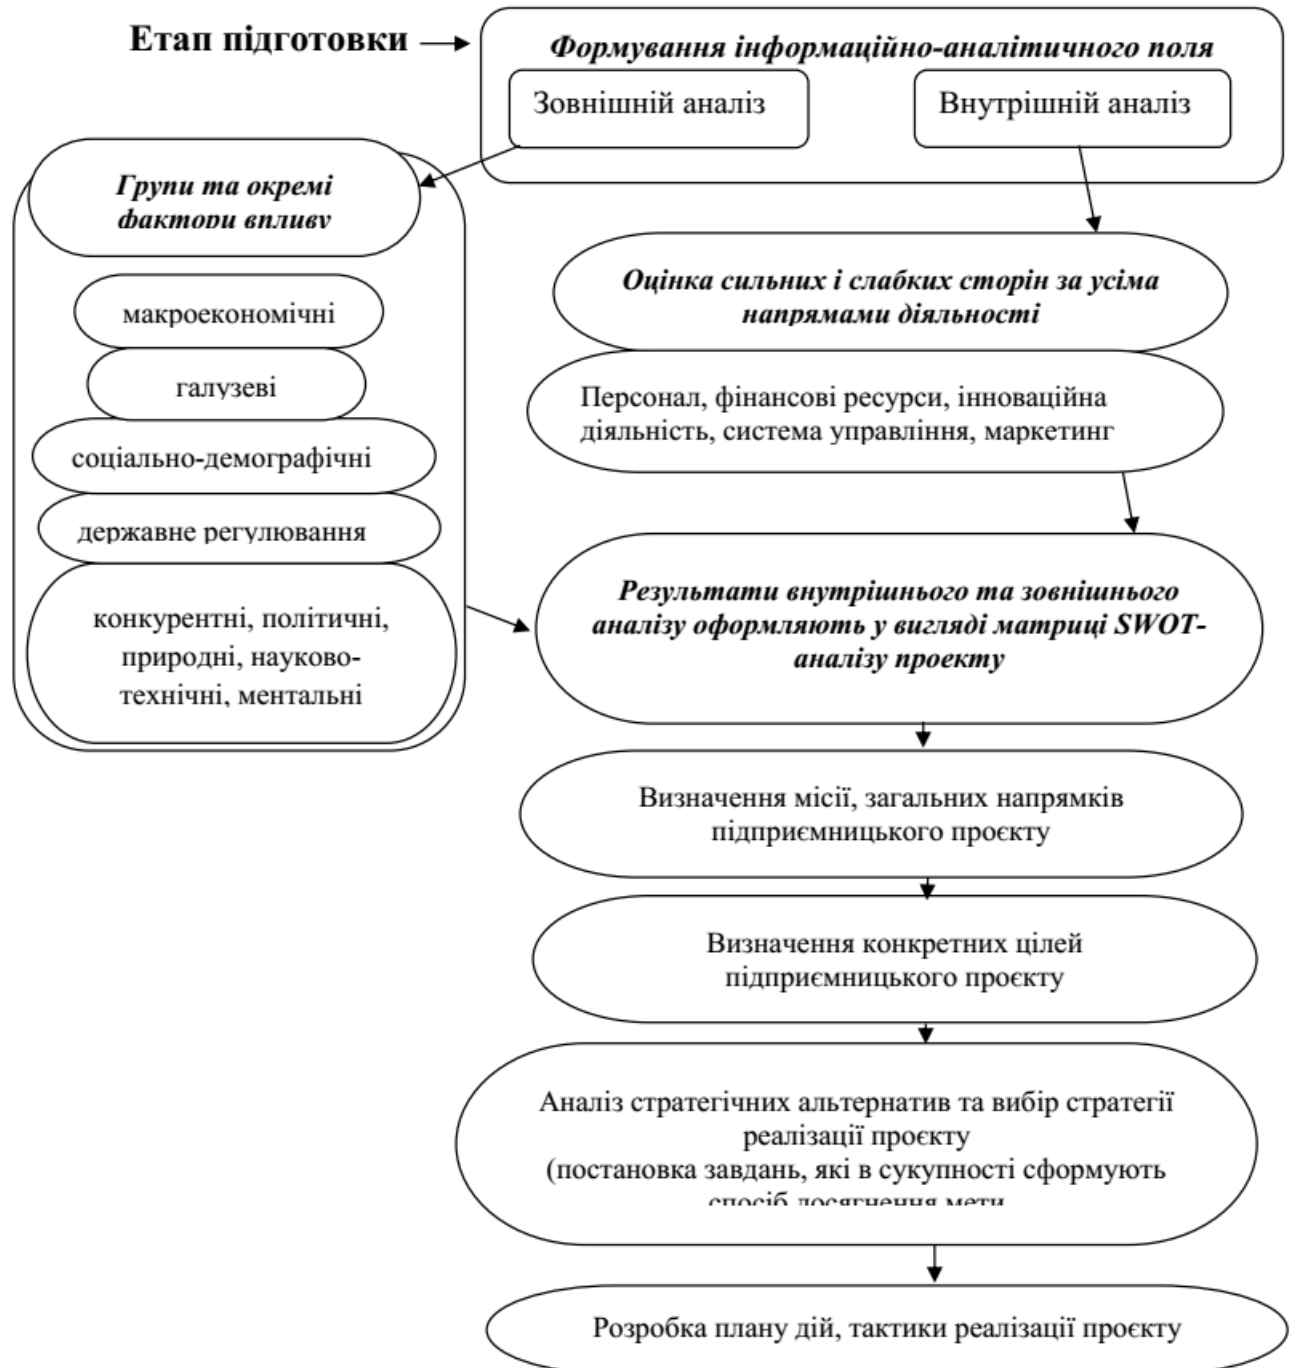 Етап підготовки
Формування інформаційно-аналітичного поля
Зовнішній аналіз
Внутрішній аналіз
Групи та окремі
фактори впливу
макроекономічні
галузеві
соціально-демографічні
державне регулювання
конкурентні, політичні,
природні, науково-
технічні, ментальні
Оцінка сильних і слабких сторін за усіма
напрямами діяльності
Персонал, фінансові ресурси, інноваційна
діяльність, система управління, маркетинг
Результати внутрішнього та зовнішнього
аналізу оформляють у вигляді матриці SWOT-
аналізу проекту
Визначення місії, загальних напрямків
підприємницького проєкту
Визначення конкретних цілей
підприємницького проєкту
Аналіз стратегічних альтернатив та вибір стратегії
реалізації проєкту
(постановка завдань, які в сукупності сформують
спосіб досягнення мети
Розробка плану дій, тактики реалізації проєкту